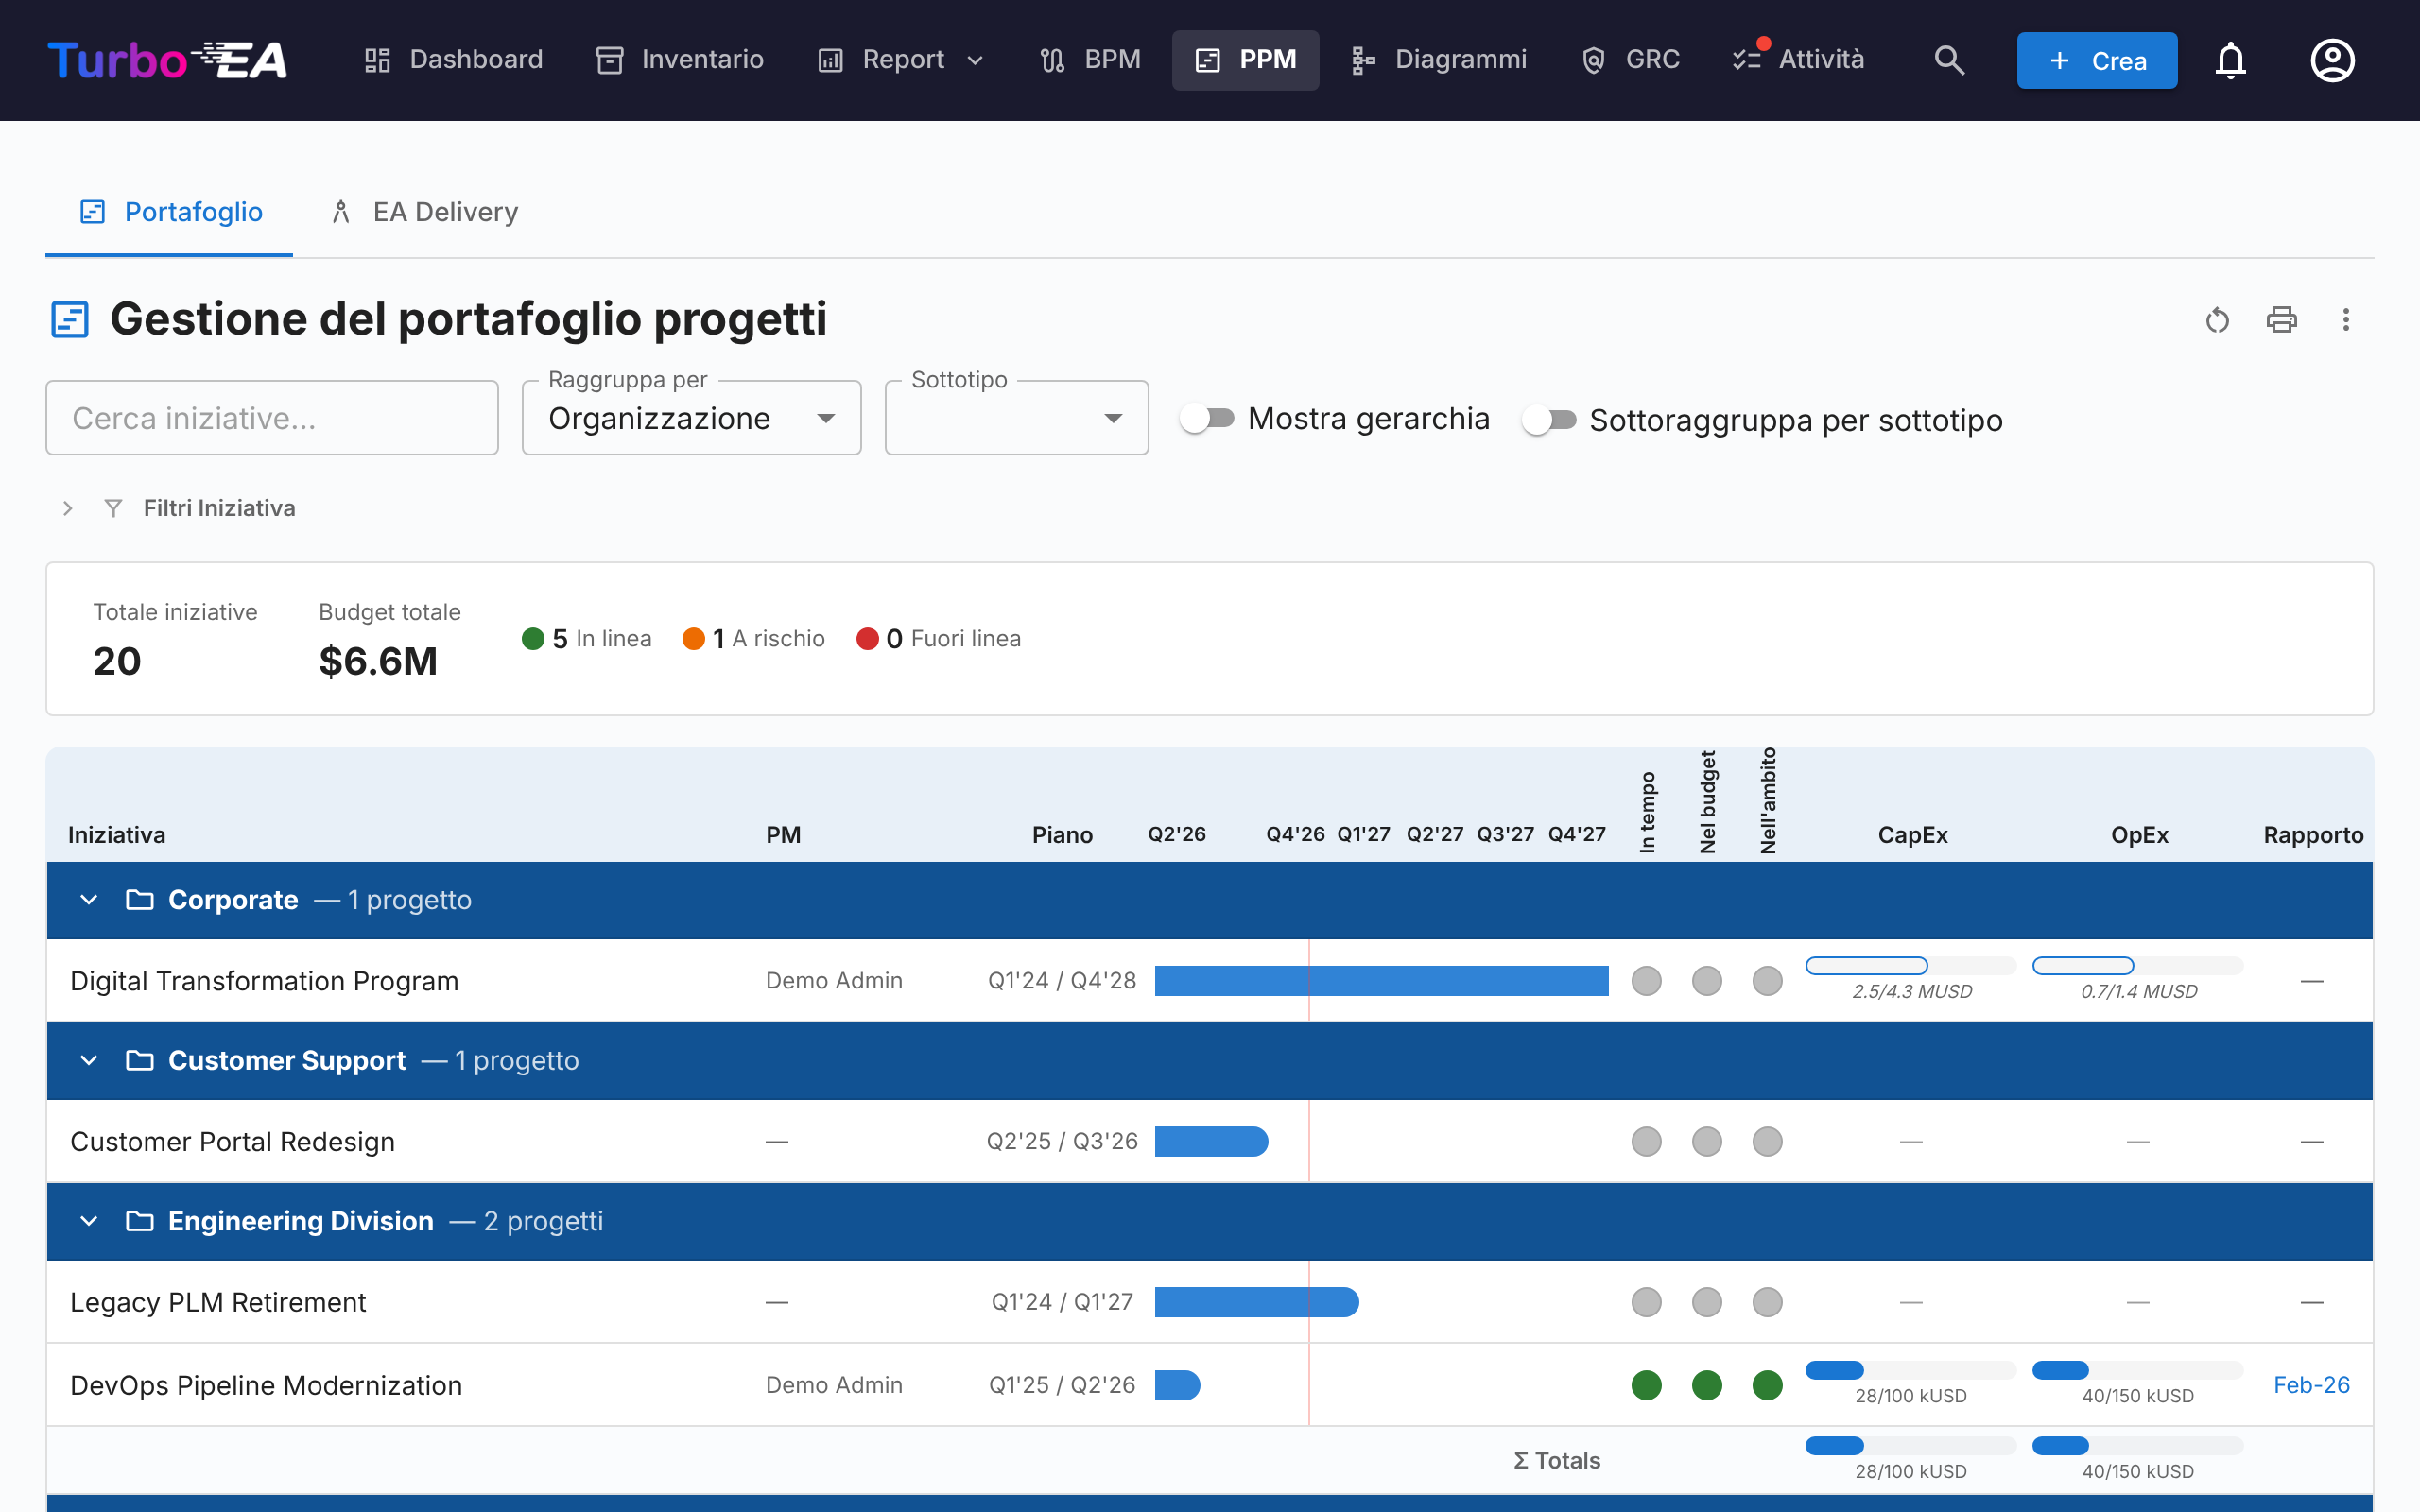 Turbo EA Dashboard Inventario Report BPM PPM Diagrammi GRC Attività + Crea
Portafoglio EA Delivery
Gestione del portafoglio progetti
Cerca iniziative... Raggruppa per Organizzazione Sottotipo Mostra gerarchia Sottoraggruppa per sottotipo
Filtri Iniziativa
Totale iniziative Budget totale
20 $6.6M 5 In linea 1 A rischio 0 Fuori linea
Iniziativa PM Piano Q2'26 Q4'26 Q1'27 Q2'27 Q3'27 Q4'27 In tempo Nel budget Nell'ambito CapEx OpEx Rapporto
Corporate — 1 progetto
Digital Transformation Program Demo Admin Q1'24 / Q4'28 2.5/4.3 MUSD 0.7/1.4 MUSD —
Customer Support — 1 progetto
Customer Portal Redesign — Q2'25 / Q3'26 — — —
Engineering Division — 2 progetti
Legacy PLM Retirement — Q1'24 / Q1'27 — — —
DevOps Pipeline Modernization Demo Admin Q1'25 / Q2'26 28/100 kUSD 40/150 kUSD Feb-26
Σ Totals 28/100 kUSD 40/150 kUSD